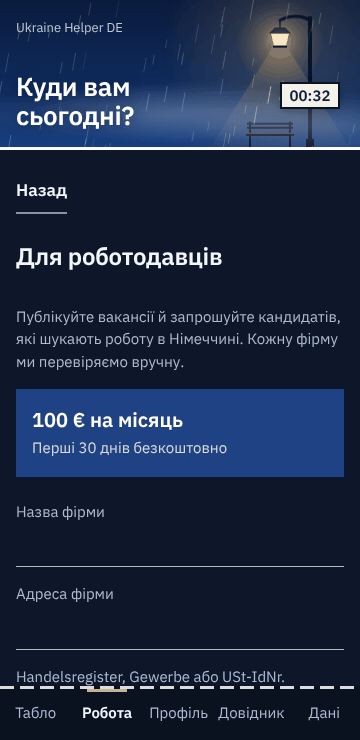 Ukraine Helper DE
Куди вам
сьогодні?
00:32
Назад
Для роботодавців
Публікуйте вакансії й запрошуйте кандидатів,
які шукають роботу в Німеччині. Кожну фірму
ми перевіряємо вручну.
100 € на місяць
Перші 30 днів безкоштовно
Назва фірми
Адреса фірми
Handelsregister, Gewerbe або USt-IdNr.
Табло Робота Профіль Довідник Дані